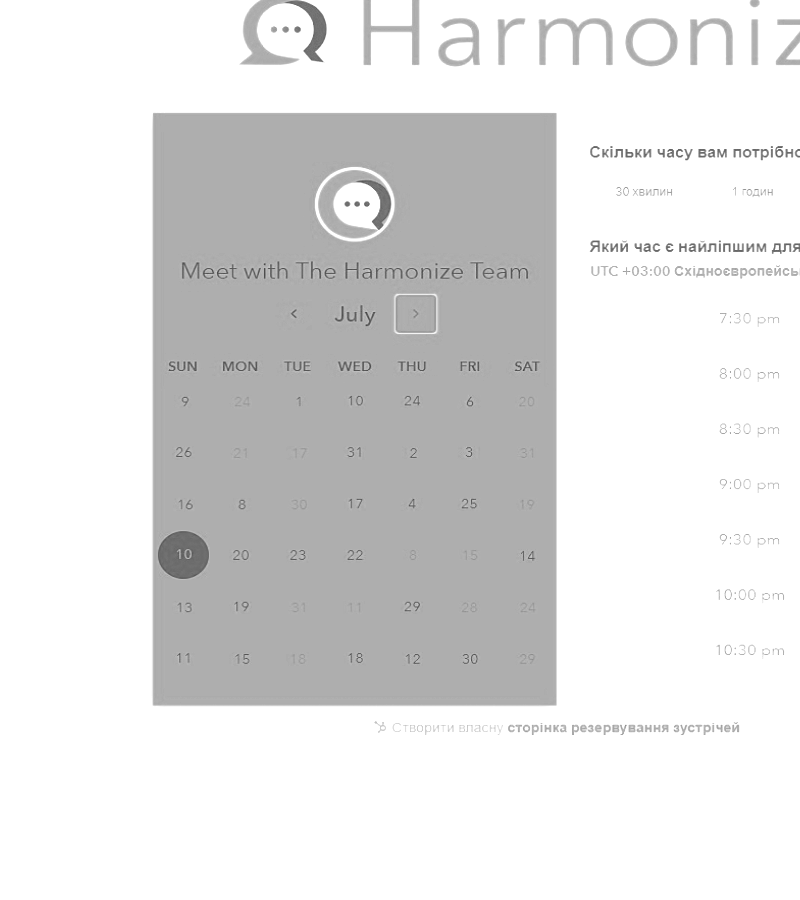 Harmoniz
Meet with The Harmonize Team
July
SUN MON TUE WED THU FRI SAT
9 24 1 10 24 6 20
26 21 17 31 2 3 31
16 8 30 17 4 25 19
10 20 23 22 8 15 14
13 19 31 11 29 28 24
11 15 18 18 12 30 29
Скільки часу вам потрібно
30 хвилин 1 годин
Який час є найліпшим для
UTC +03:00 Східноєвропейсь
7:30 pm
8:00 pm
8:30 pm
9:00 pm
9:30 pm
10:00 pm
10:30 pm
Створити власну сторінка резервування зустрічей